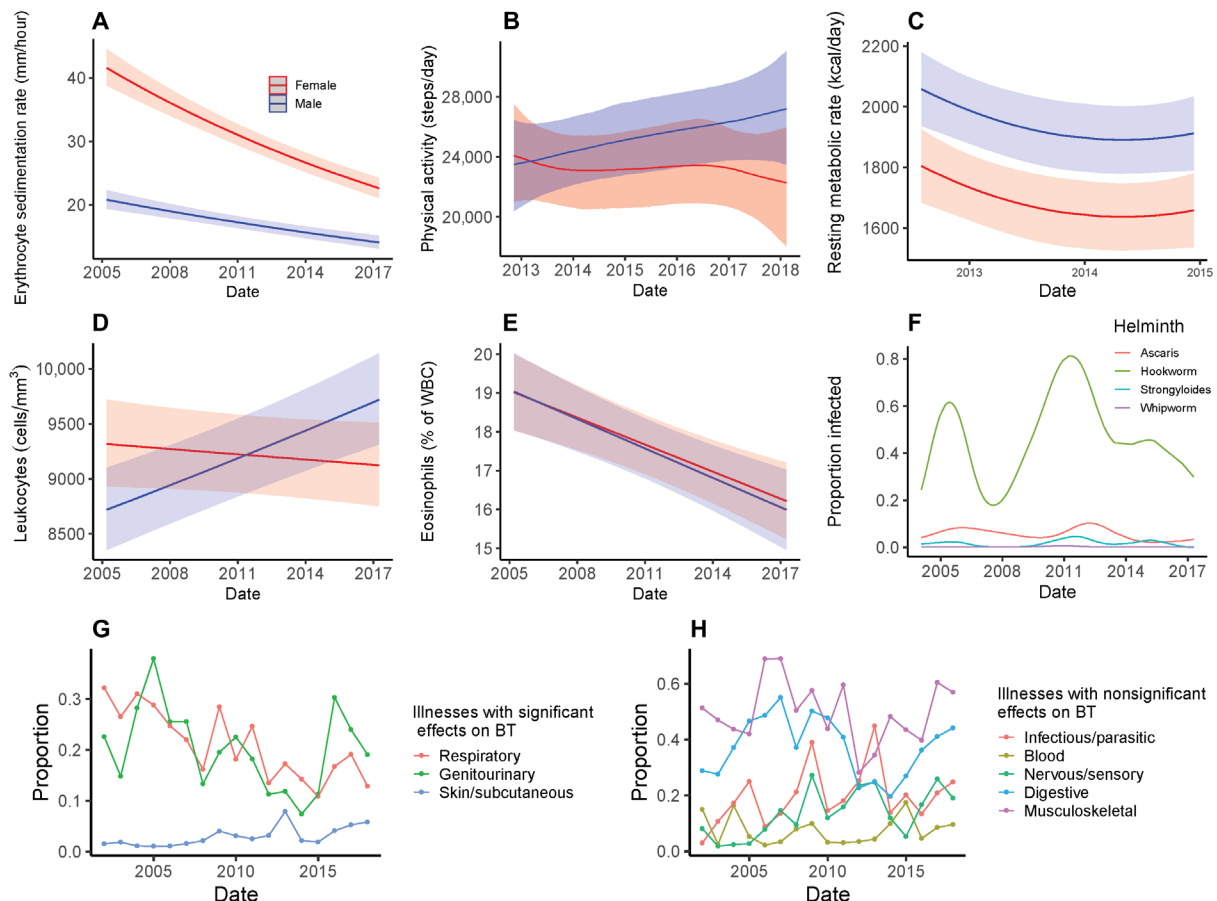 A
Erythrocyte sedimentation rate (mm/hour)
40
30
20
2005 2008 2011 2014 2017
Date
Female
Male
B
Physical activity (steps/day)
28,000
24,000
20,000
2013 2014 2015 2016 2017 2018
Date
C
Resting metabolic rate (kcal/day)
2200
2000
1800
1600
2013 2014 2015
Date
D
Leukocytes (cells/mm³)
10,000
9500
9000
8500
2005 2008 2011 2014 2017
Date
E
Eosinophils (% of WBC)
20
19
18
17
16
15
2005 2008 2011 2014 2017
Date
F
Proportion infected
0.8
0.6
0.4
0.2
0.0
2005 2008 2011 2014 2017
Date
Helminth
Ascaris
Hookworm
Strongyloides
Whipworm
G
Proportion
0.3
0.2
0.1
0.0
2005 2010 2015
Date
Illnesses with significant
effects on BT
Respiratory
Genitourinary
Skin/subcutaneous
H
Proportion
0.6
0.4
0.2
0.0
2005 2010 2015
Date
Illnesses with nonsignificant
effects on BT
Infectious/parasitic
Blood
Nervous/sensory
Digestive
Musculoskeletal